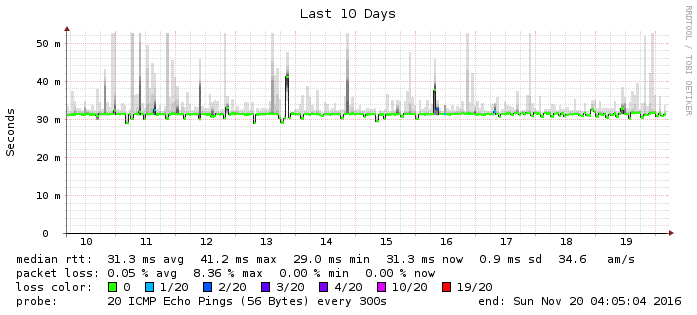 Last 10 Days
RRDTOOL / TOBI OETIKER
Seconds
50 m
40 m
30 m
20 m
10 m
0
10 11 12 13 14 15 16 17 18 19
median rtt: 31.3 ms avg 41.2 ms max 29.0 ms min 31.3 ms now 0.9 ms sd 34.6 am/s
packet loss: 0.05 % avg 8.36 % max 0.00 % min 0.00 % now
loss color: 0 1/20 2/20 3/20 4/20 10/20 19/20
probe: 20 ICMP Echo Pings (56 Bytes) every 300s end: Sun Nov 20 04:05:04 2016